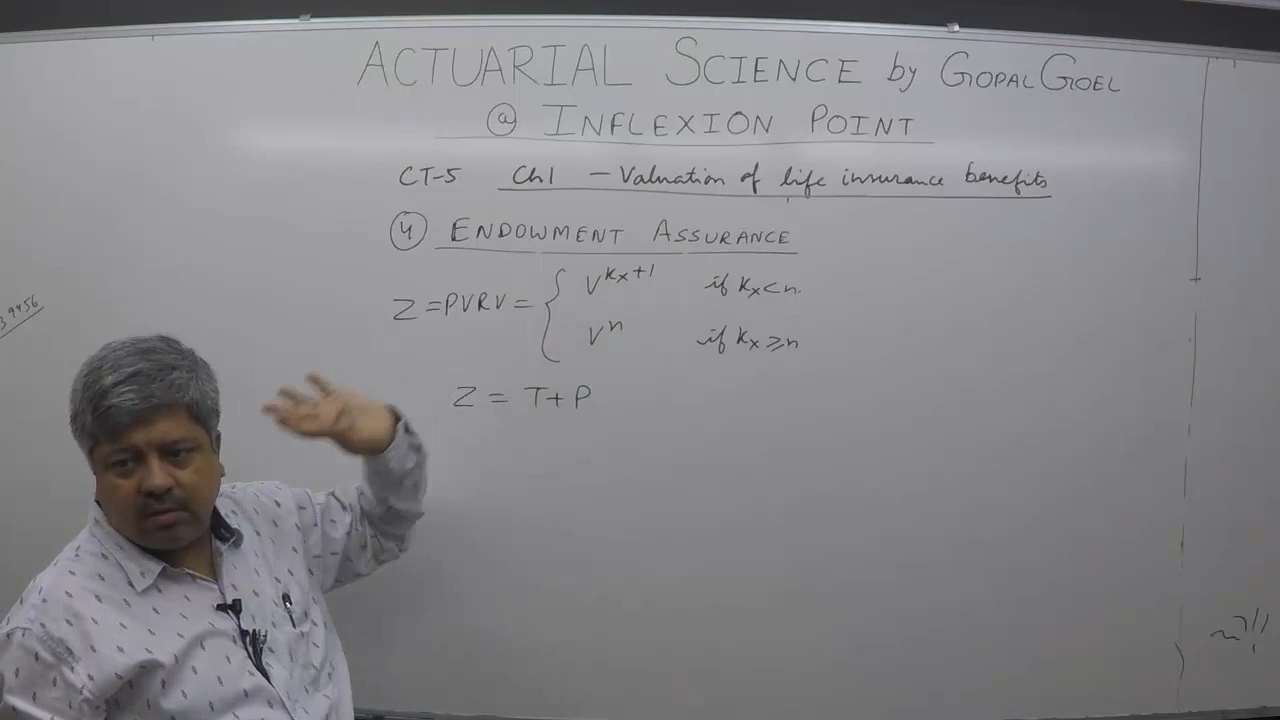 ACTUARIAL SCIENCE by GOPAL GOEL
@ INFLEXION POINT
CT-5 Ch1 – Valuation of life insurance benefits
④ ENDOWMENT ASSURANCE
Z = PVRV = { V^{Kx+1} if Kx < n.
V^n if Kx ≥ n
Z = T + P